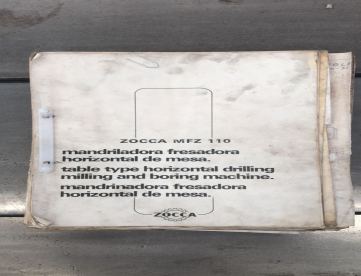 ZOCCA MFZ 110
mandriladora fresadora
horizontal de mesa.
table type horizontal drilling
milling and boring machine.
mandrinadora fresadora
horizontal de mesa.
ZOCCA